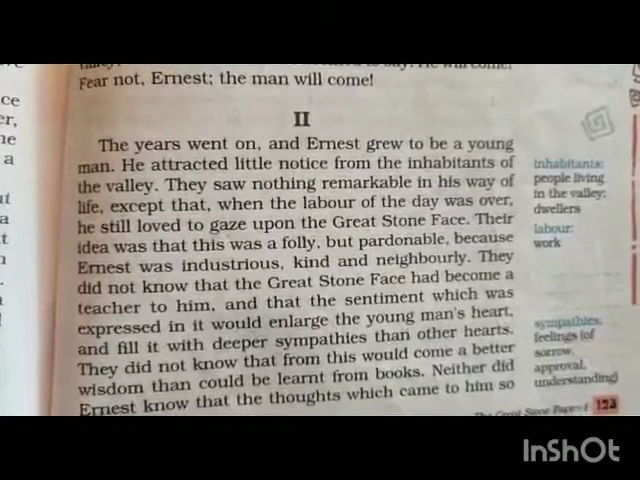 Fear not, Ernest; the man will come!
II
The years went on, and Ernest grew to be a young
man. He attracted little notice from the inhabitants of
the valley. They saw nothing remarkable in his way of
life, except that, when the labour of the day was over,
he still loved to gaze upon the Great Stone Face. Their
idea was that this was a folly, but pardonable, because
Ernest was industrious, kind and neighbourly. They
did not know that the Great Stone Face had become a
teacher to him, and that the sentiment which was
expressed in it would enlarge the young man's heart,
and fill it with deeper sympathies than other hearts.
They did not know that from this would come a better
wisdom than could be learnt from books. Neither did
Ernest know that the thoughts which came to him so
inhabitants:
people living
in the valley;
dwellers
labour:
work
sympathies:
feelings (of
sorrow,
approval,
understanding)
The Great Stone Face–I 123
ce
er,
ne
a
ut
a
t
n
InShOt